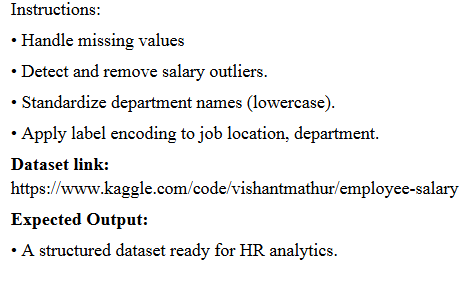 Instructions:
• Handle missing values
• Detect and remove salary outliers.
• Standardize department names (lowercase).
• Apply label encoding to job location, department.
Dataset link:
https://www.kaggle.com/code/vishantmathur/employee-salary
Expected Output:
• A structured dataset ready for HR analytics.